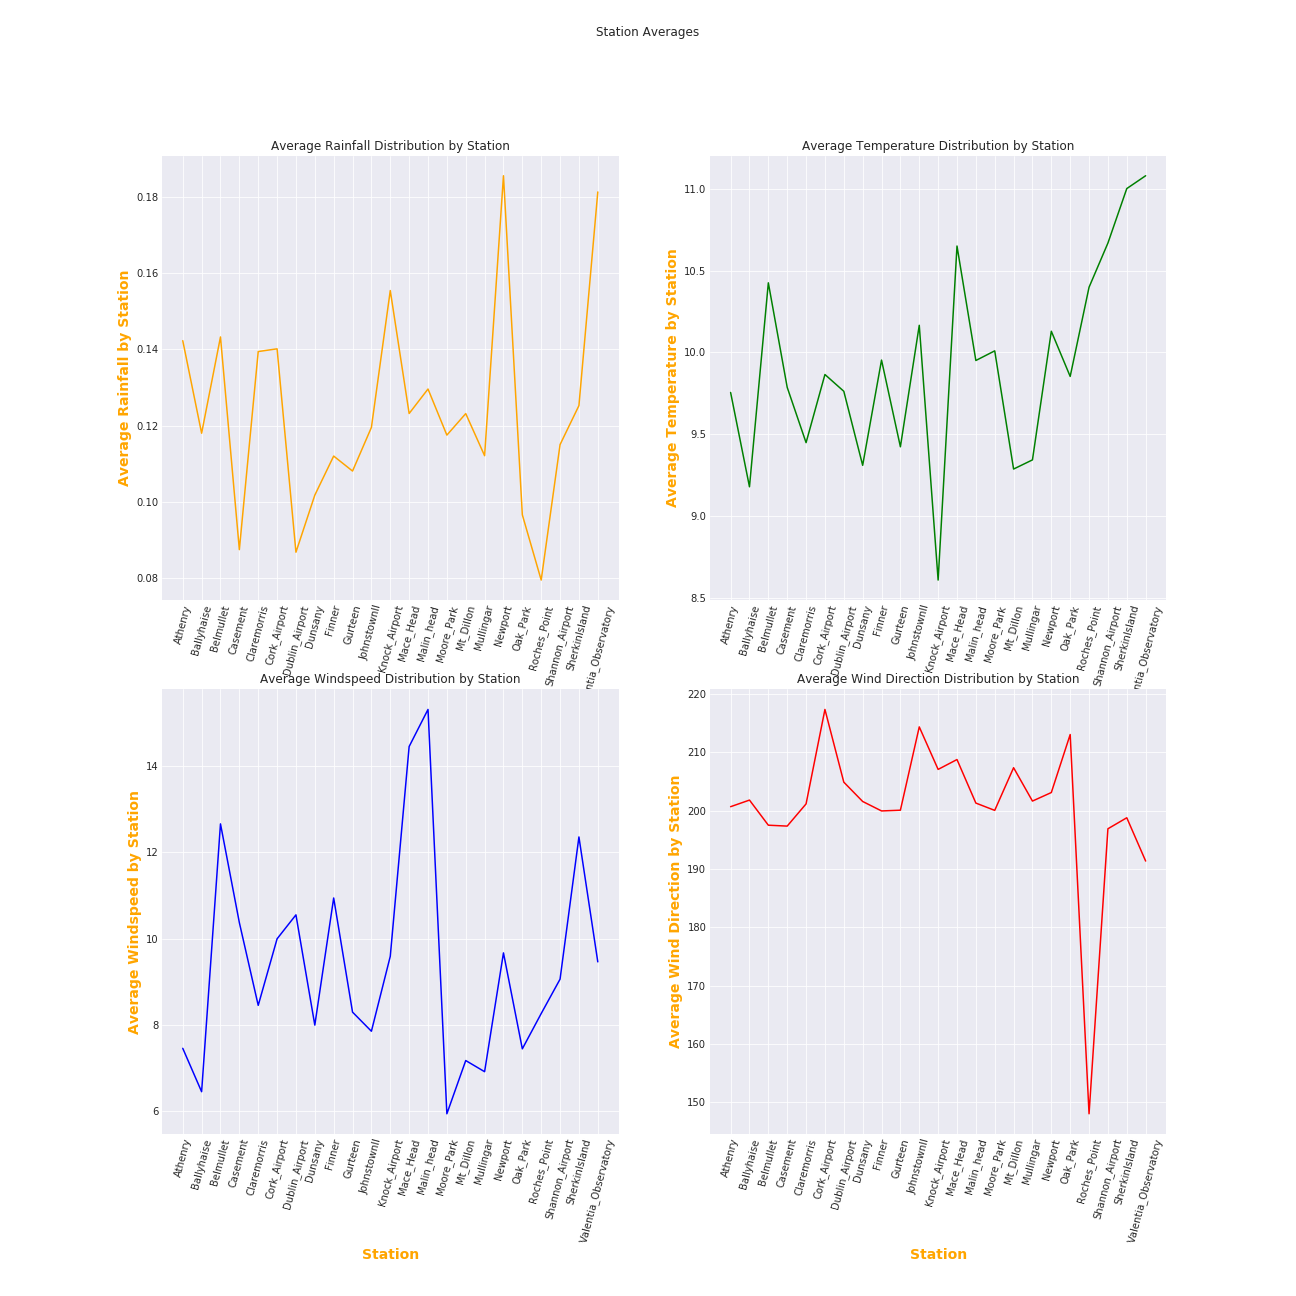 Station Averages
Average Rainfall Distribution by Station
Average Rainfall by Station
0.18
0.16
0.14
0.12
0.10
0.08
Athenry
Ballyhaise
Belmullet
Casement
Claremorris
Cork_Airport
Dublin_Airport
Dunsany
Finner
Gurteen
JohnstownII
Knock_Airport
Mace_Head
Malin_head
Moore_Park
Mt_Dillon
Mullingar
Newport
Oak_Park
Roches_Point
Shannon_Airport
SherkinIsland
ntia_Observatory
Average Temperature Distribution by Station
Average Temperature by Station
11.0
10.5
10.0
9.5
9.0
8.5
Athenry
Ballyhaise
Belmullet
Casement
Claremorris
Cork_Airport
Dublin_Airport
Dunsany
Finner
Gurteen
JohnstownII
Knock_Airport
Mace_Head
Malin_head
Moore_Park
Mt_Dillon
Mullingar
Newport
Oak_Park
Roches_Point
Shannon_Airport
SherkinIsland
ntia_Observatory
Average Windspeed Distribution by Station
Average Windspeed by Station
14
12
10
8
6
Athenry
Ballyhaise
Belmullet
Casement
Claremorris
Cork_Airport
Dublin_Airport
Dunsany
Finner
Gurteen
JohnstownII
Knock_Airport
Mace_Head
Malin_head
Moore_Park
Mt_Dillon
Mullingar
Newport
Oak_Park
Roches_Point
Shannon_Airport
SherkinIsland
Valentia_Observatory
Station
Average Wind Direction Distribution by Station
Average Wind Direction by Station
220
210
200
190
180
170
160
150
Athenry
Ballyhaise
Belmullet
Casement
Claremorris
Cork_Airport
Dublin_Airport
Dunsany
Finner
Gurteen
JohnstownII
Knock_Airport
Mace_Head
Malin_head
Moore_Park
Mt_Dillon
Mullingar
Newport
Oak_Park
Roches_Point
Shannon_Airport
SherkinIsland
Valentia_Observatory
Station